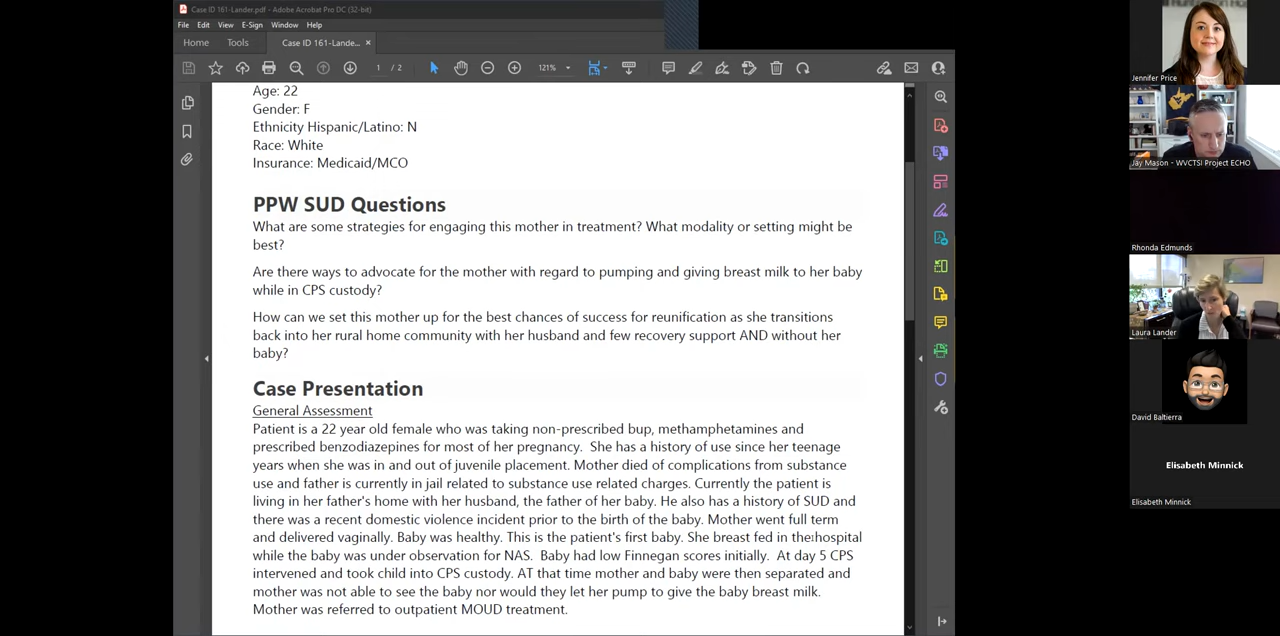 Case ID 161-Lander.pdf - Adobe Acrobat Pro DC (32-bit)
File Edit View E-Sign Window Help
Home Tools Case ID 161-Lande... ×
1 / 2 121%
Age: 22
Gender: F
Ethnicity Hispanic/Latino: N
Race: White
Insurance: Medicaid/MCO
PPW SUD Questions
What are some strategies for engaging this mother in treatment? What modality or setting might be
best?
Are there ways to advocate for the mother with regard to pumping and giving breast milk to her baby
while in CPS custody?
How can we set this mother up for the best chances of success for reunification as she transitions
back into her rural home community with her husband and few recovery support AND without her
baby?
Case Presentation
General Assessment
Patient is a 22 year old female who was taking non-prescribed bup, methamphetamines and
prescribed benzodiazepines for most of her pregnancy. She has a history of use since her teenage
years when she was in and out of juvenile placement. Mother died of complications from substance
use and father is currently in jail related to substance use related charges. Currently the patient is
living in her father's home with her husband, the father of her baby. He also has a history of SUD and
there was a recent domestic violence incident prior to the birth of the baby. Mother went full term
and delivered vaginally. Baby was healthy. This is the patient's first baby. She breast fed in the hospital
while the baby was under observation for NAS. Baby had low Finnegan scores initially. At day 5 CPS
intervened and took child into CPS custody. AT that time mother and baby were then separated and
mother was not able to see the baby nor would they let her pump to give the baby breast milk.
Mother was referred to outpatient MOUD treatment.
Jennifer Price
Jay Mason - WVCTSI Project ECHO
Rhonda Edmunds
Laura Lander
David Baltierra
Elisabeth Minnick
Elisabeth Minnick